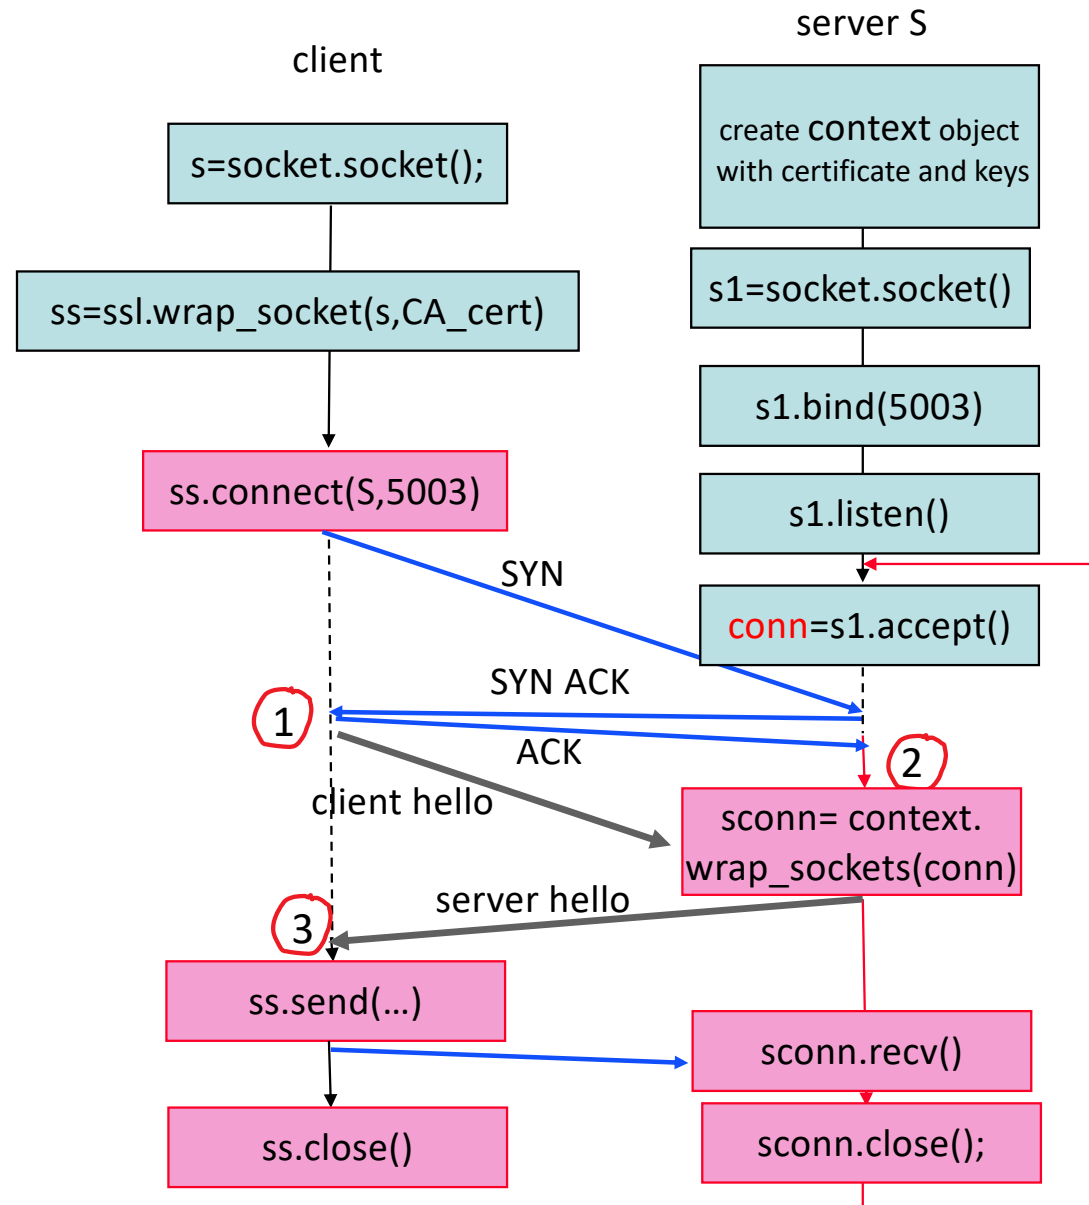 server S
client
create context object
with certificate and keys
s=socket.socket();
s1=socket.socket()
ss=ssl.wrap_socket(s,CA_cert)
s1.bind(5003)
ss.connect(S,5003)
s1.listen()
SYN
conn=s1.accept()
SYN ACK
1
ACK
2
client hello
sconn= context.
wrap_sockets(conn)
server hello
3
ss.send(…)
sconn.recv()
ss.close()
sconn.close();